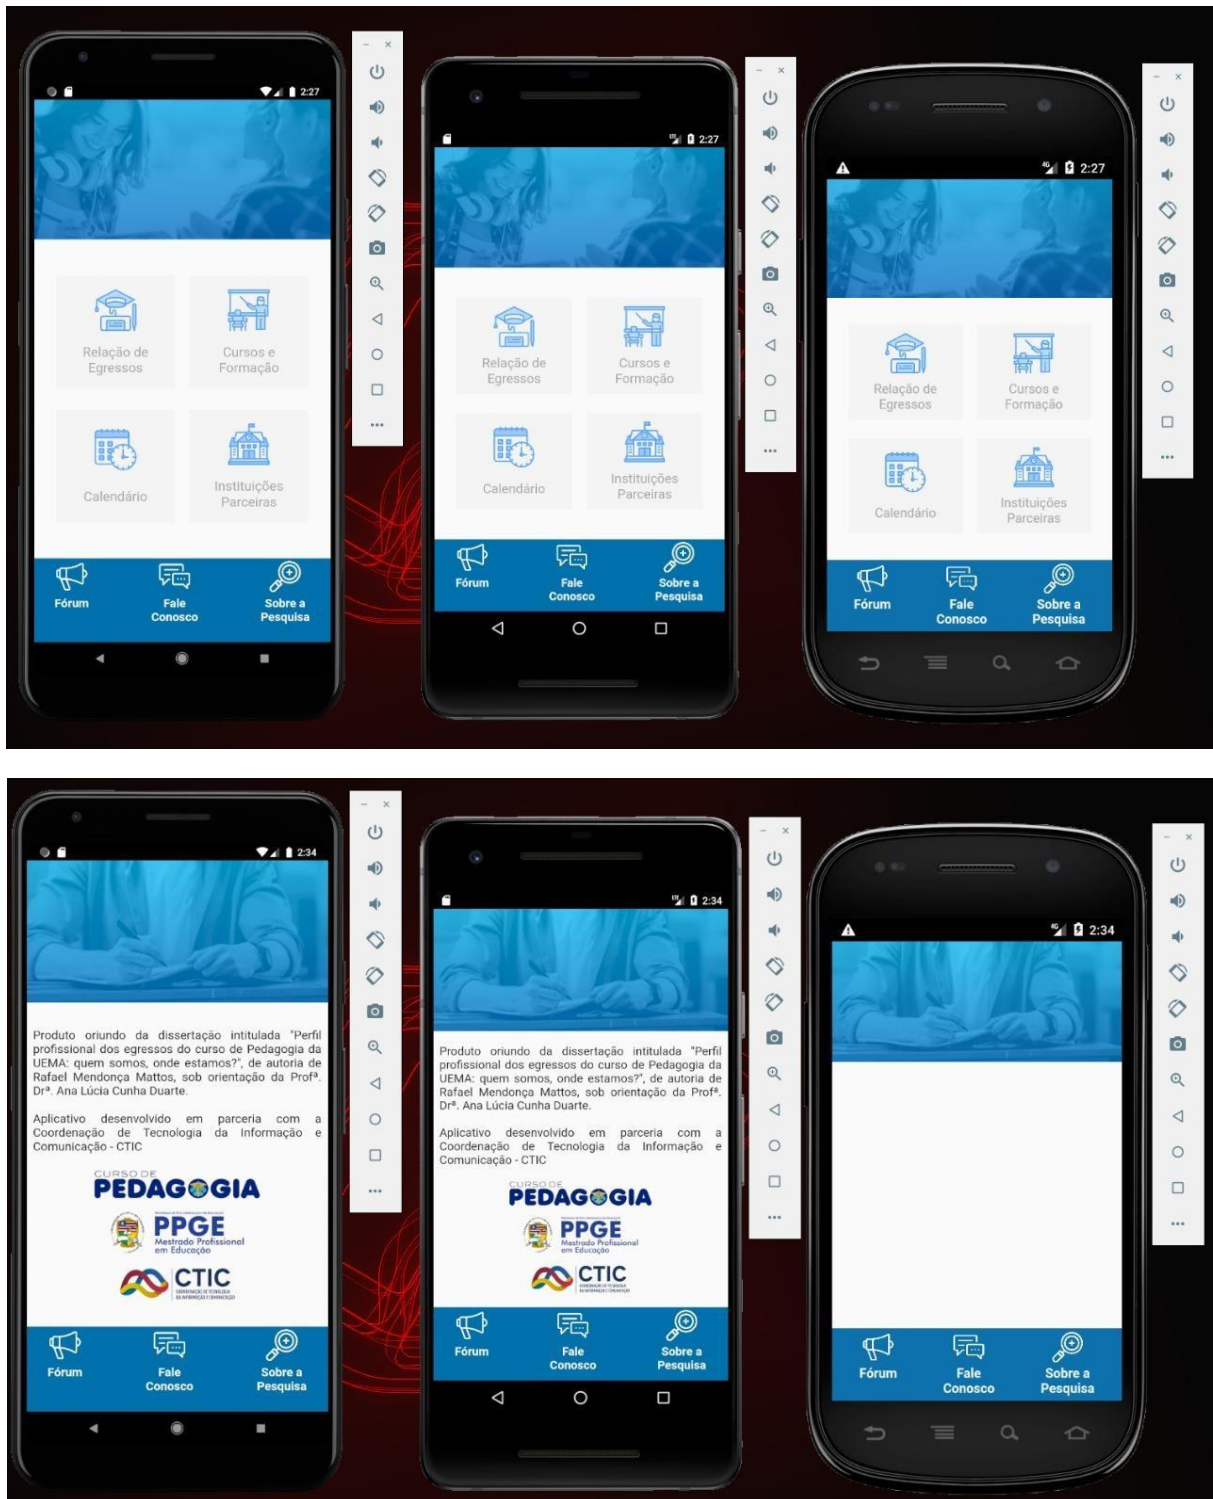 2:27
Relação de
Egressos
Cursos e
Formação
Calendário
Instituições
Parceiras
Fórum
Fale
Conosco
Sobre a
Pesquisa
LTE 2:27
Relação de
Egressos
Cursos e
Formação
Calendário
Instituições
Parceiras
Fórum
Fale
Conosco
Sobre a
Pesquisa
4G 2:27
Relação de
Egressos
Cursos e
Formação
Calendário
Instituições
Parceiras
Fórum
Fale
Conosco
Sobre a
Pesquisa
2:34
Produto oriundo da dissertação intitulada "Perfil
profissional dos egressos do curso de Pedagogia da
UEMA: quem somos, onde estamos?", de autoria de
Rafael Mendonça Mattos, sob orientação da Profª.
Drª. Ana Lúcia Cunha Duarte.
Aplicativo desenvolvido em parceria com a
Coordenação de Tecnologia da Informação e
Comunicação - CTIC
CURSO DE
PEDAGOGIA
PPGE
Mestrado Profissional
em Educação
CTIC
Fórum
Fale
Conosco
Sobre a
Pesquisa
LTE 2:34
Produto oriundo da dissertação intitulada "Perfil
profissional dos egressos do curso de Pedagogia da
UEMA: quem somos, onde estamos?", de autoria de
Rafael Mendonça Mattos, sob orientação da Profª.
Drª. Ana Lúcia Cunha Duarte.
Aplicativo desenvolvido em parceria com a
Coordenação de Tecnologia da Informação e
Comunicação - CTIC
CURSO DE
PEDAGOGIA
PPGE
Mestrado Profissional
em Educação
CTIC
Fórum
Fale
Conosco
Sobre a
Pesquisa
4G 2:34
Fórum
Fale
Conosco
Sobre a
Pesquisa